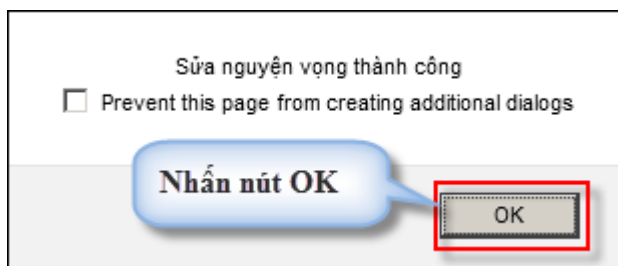 Sửa nguyện vọng thành công
Prevent this page from creating additional dialogs
Nhấn nút OK
OK